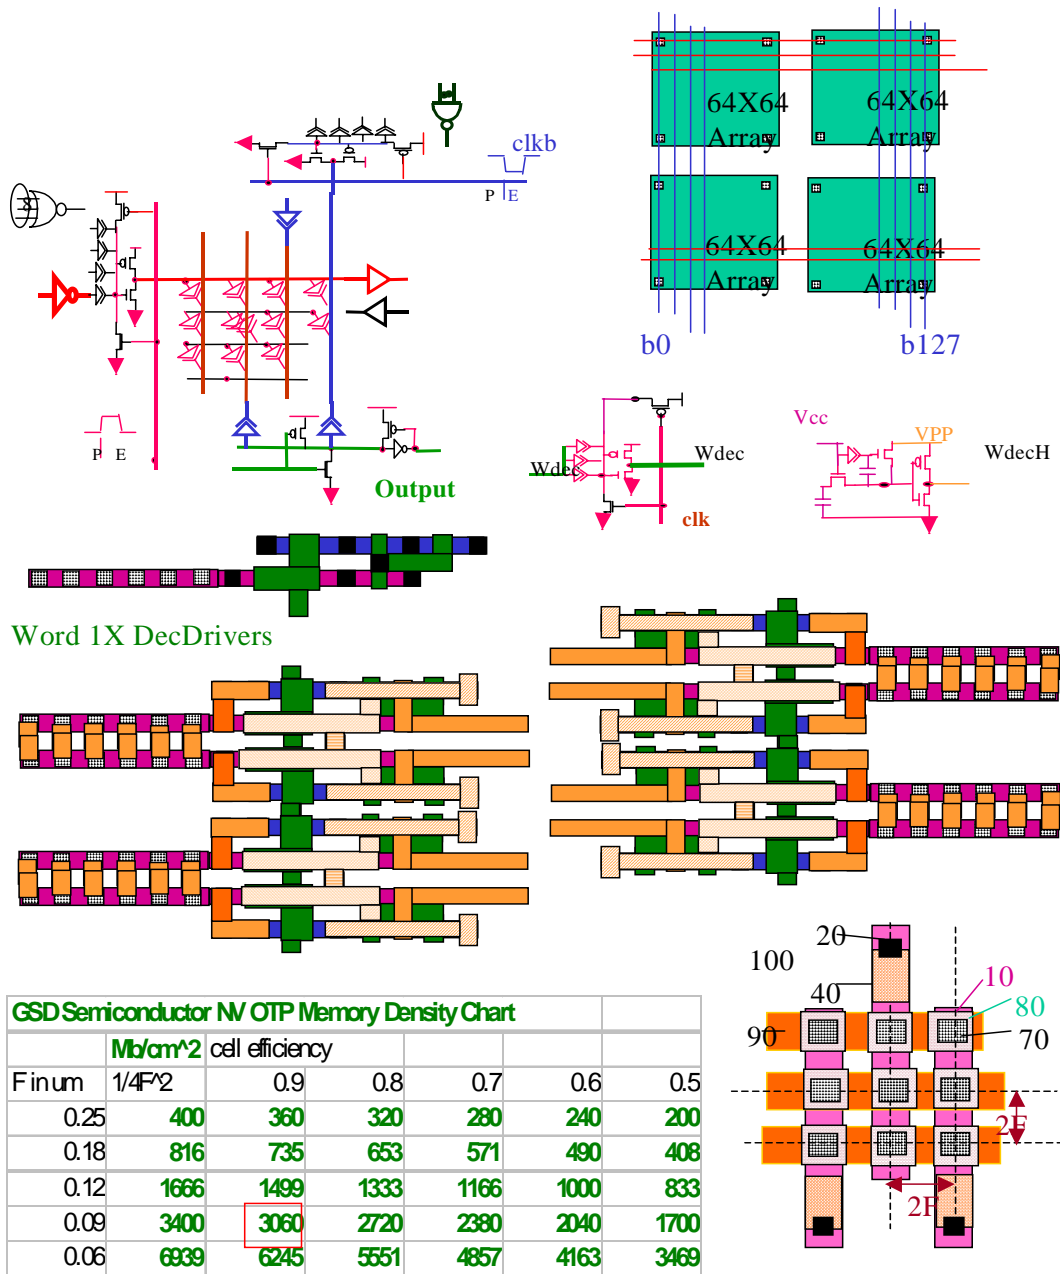 64X64
Array
64X64
Array
64X64
Array
64X64
Array
b0
b127
clkb
P E
8
P E
Output
Wdec
Wdec
clk
Vcc
VPP
WdecH
Word 1X DecDrivers
20
100
40
10
80
90
70
2F
2F
GSD Semiconductor NV OTP Memory Density Chart
Mb/cm^2 cell efficiency
F in um 1/4F^2 0.9 0.8 0.7 0.6 0.5
0.25 400 360 320 280 240 200
0.18 816 735 653 571 490 408
0.12 1666 1499 1333 1166 1000 833
0.09 3400 3060 2720 2380 2040 1700
0.06 6939 6245 5551 4857 4163 3469